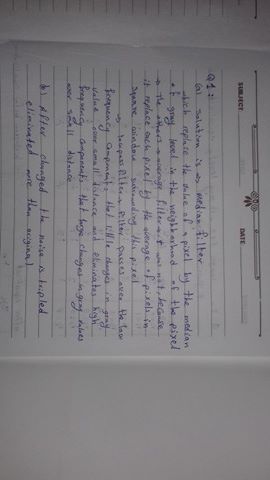 SUBJECT
DATE
Q1:
(a) solution is => median filter
which replace the value of a pixel by the median
of gray level in the neighborhood of the pixel
→ The others → average filter → it was not, because
it replace each pixel by the average of pixels in
square window surrounding this pixel
→ lowpass filter → filter passes over the low
frequency components that little changes in gray
value over small distance and eliminates high
frequency components that large changes in gray values
over small distance
(b) After changed the noise is tripled
eliminated more than original